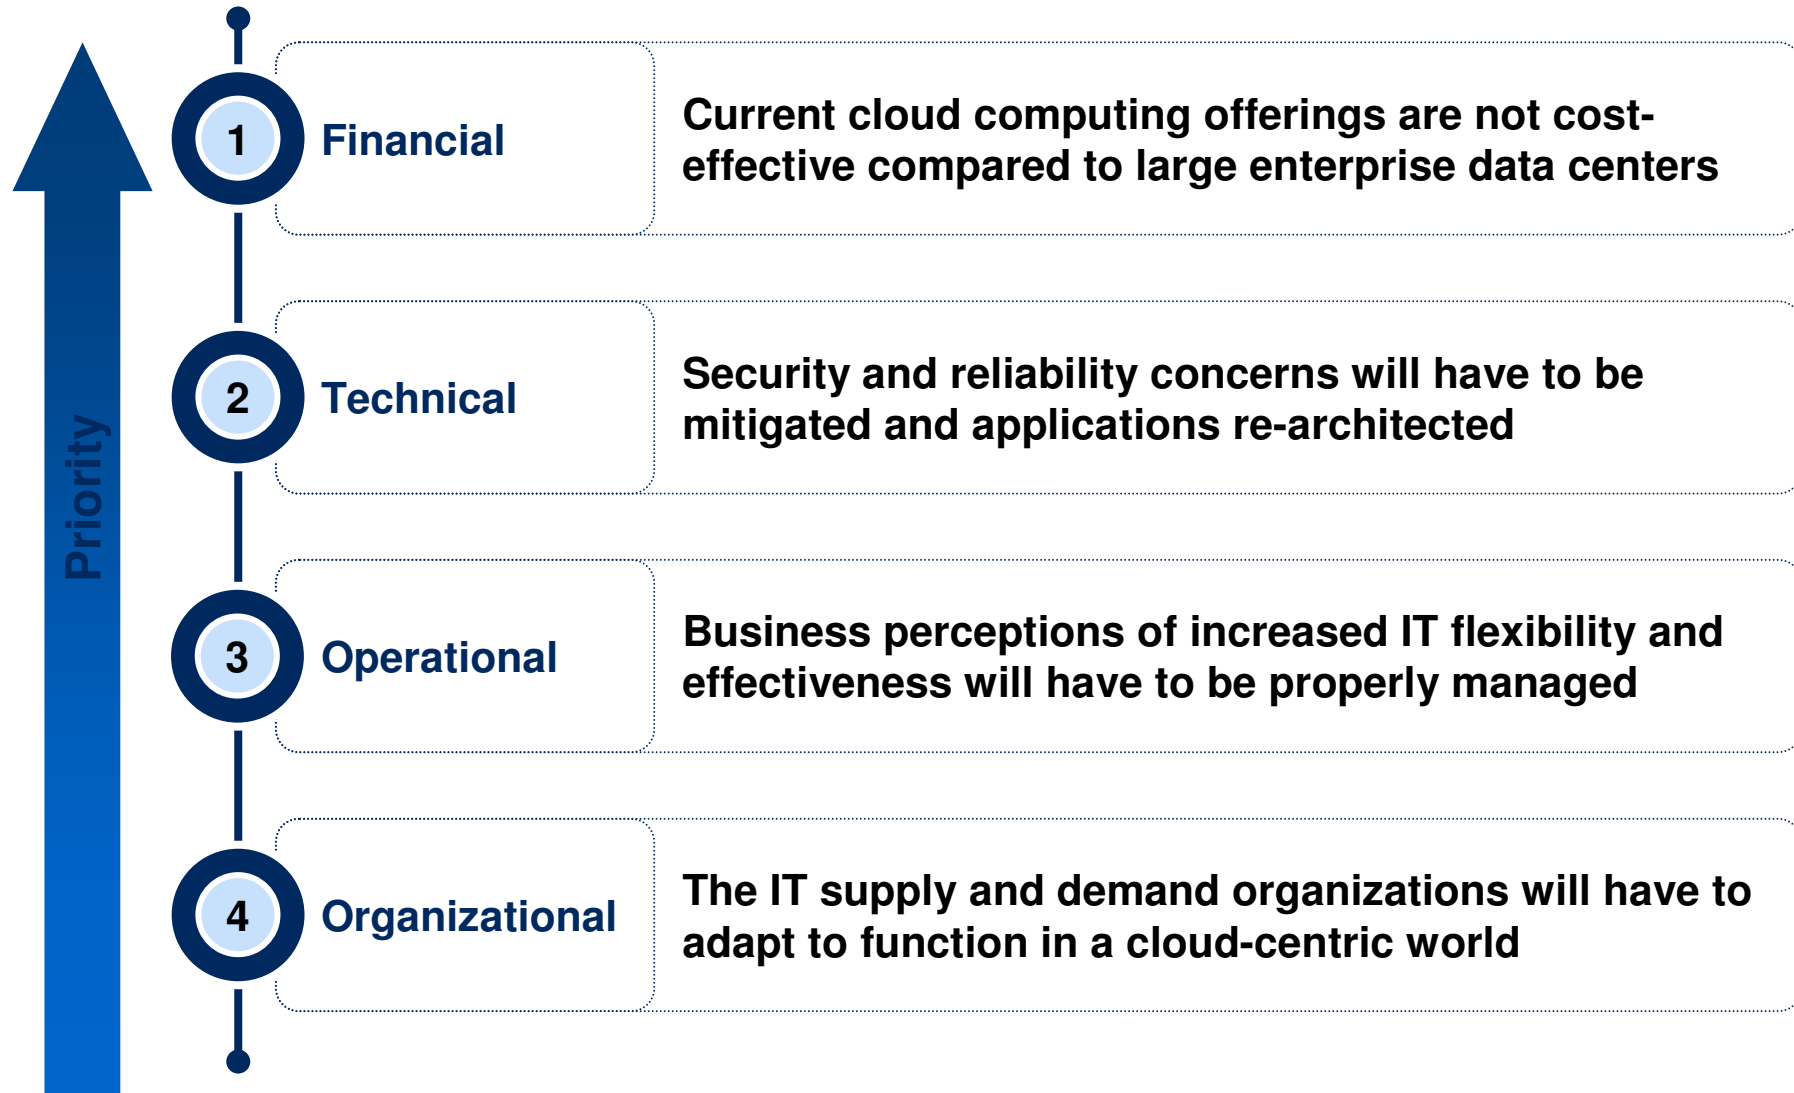 Priority
1
Financial
Current cloud computing offerings are not cost-
effective compared to large enterprise data centers
2
Technical
Security and reliability concerns will have to be
mitigated and applications re-architected
3
Operational
Business perceptions of increased IT flexibility and
effectiveness will have to be properly managed
4
Organizational
The IT supply and demand organizations will have to
adapt to function in a cloud-centric world